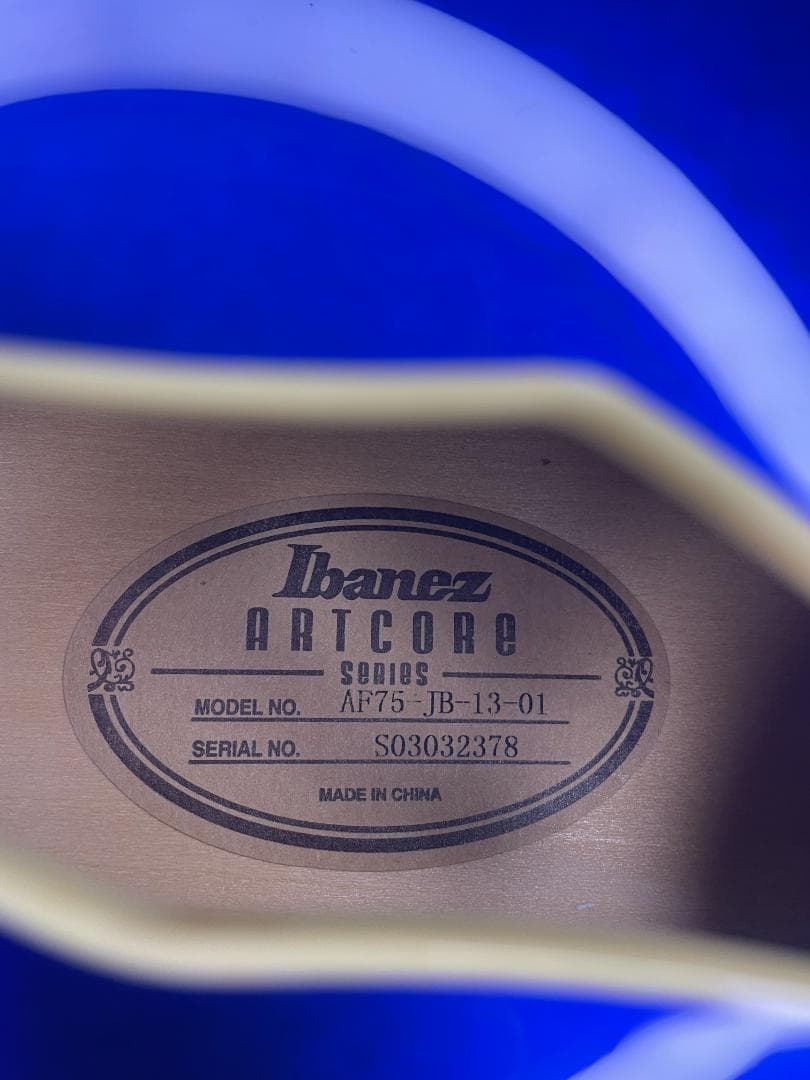 Ibanez
ARTCORE
SERIES
MODEL NO. AF75-JB-13-01
SERIAL NO. S03032378
MADE IN CHINA